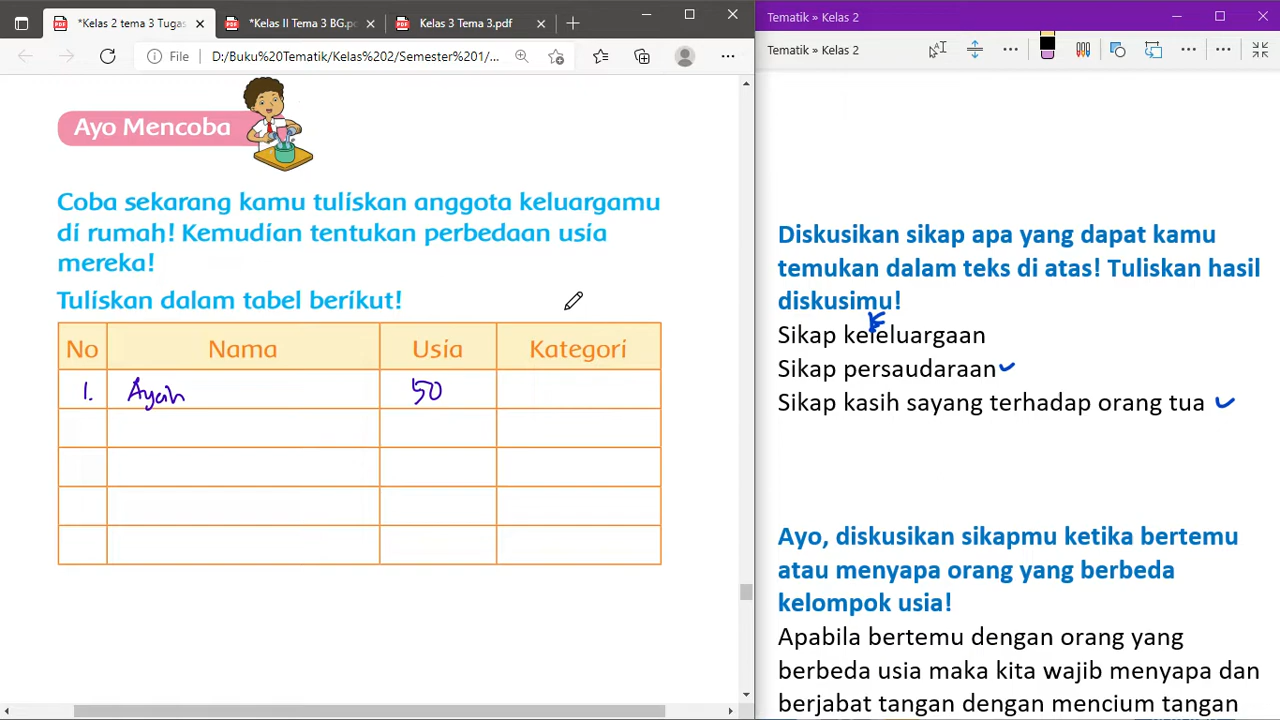 *Kelas 2 tema 3 Tugas
*Kelas II Tema 3 BG.pc
Kelas 3 Tema 3.pdf
File
D:/Buku%20Tematik/Kelas%202/Semester%201/...
Ayo Mencoba
Coba sekarang kamu tuliskan anggota keluargamu
di rumah! Kemudian tentukan perbedaan usia
mereka!
Tuliskan dalam tabel berikut!
No Nama Usia Kategori
1. Ayah 50
Tematik » Kelas 2
Tematik » Kelas 2
Diskusikan sikap apa yang dapat kamu
temukan dalam teks di atas! Tuliskan hasil
diskusimu!
Sikap keleluargaan
Sikap persaudaraan
Sikap kasih sayang terhadap orang tua
Ayo, diskusikan sikapmu ketika bertemu
atau menyapa orang yang berbeda
kelompok usia!
Apabila bertemu dengan orang yang
berbeda usia maka kita wajib menyapa dan
berjabat tangan dengan mencium tangan